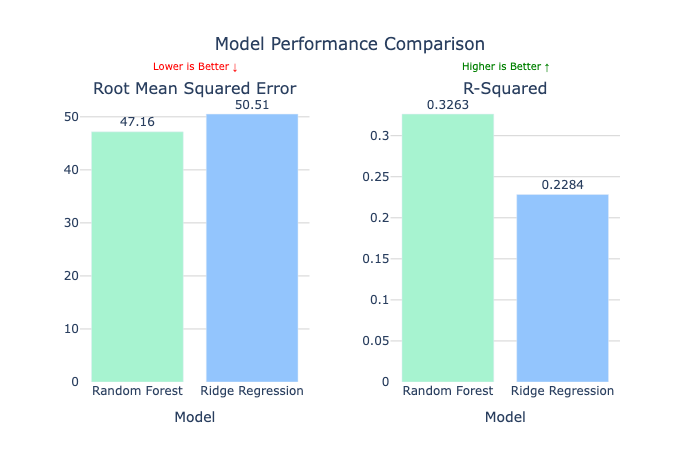 Model Performance Comparison
Lower is Better ↓
Higher is Better ↑
Root Mean Squared Error
R-Squared
47.16
50.51
0.3263
0.2284
50
40
30
20
10
0
0.3
0.25
0.2
0.15
0.1
0.05
0
Random Forest
Ridge Regression
Random Forest
Ridge Regression
Model
Model